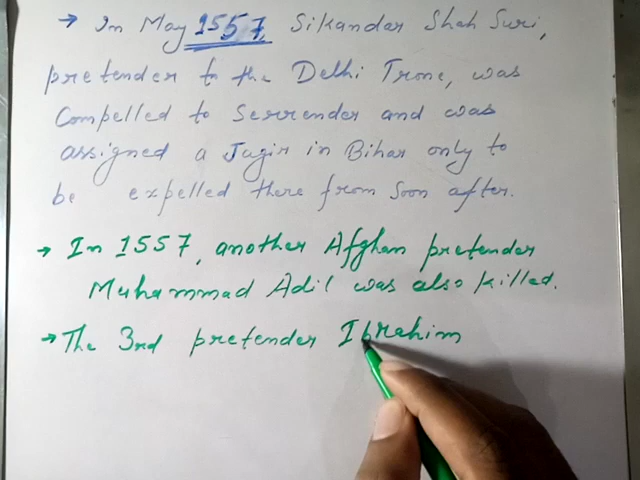 → In May 1557, Sikandar Shah Suri,
pretender to the Delhi Trone, was
Compelled to Serrender and was
assigned a Jagir in Bihar only to
be expelled there from Soon after.
→ In 1557, another Afghan pretender
Muhammad Adil was also killed.
→ The 3rd pretender Ibrahim